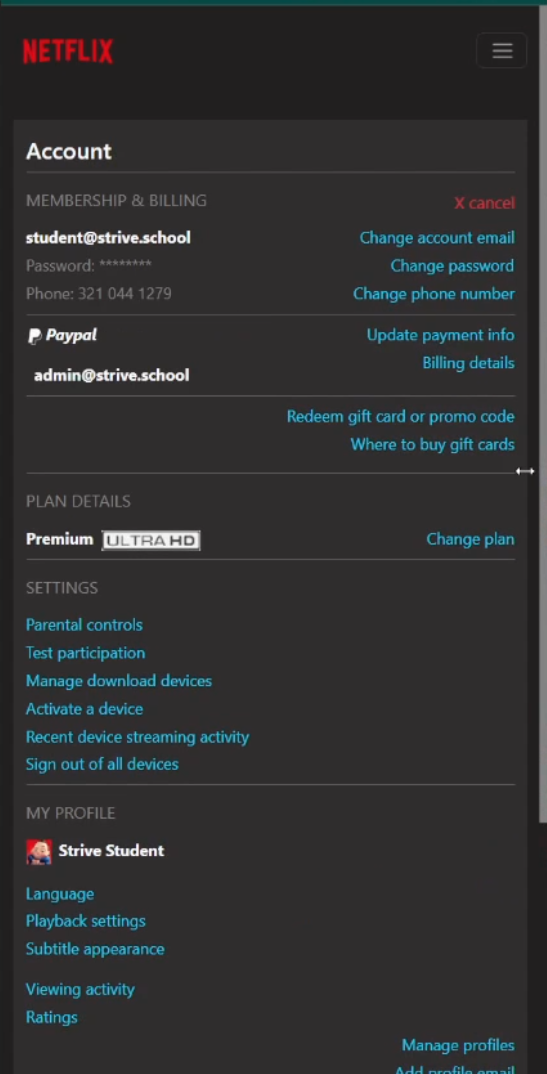 NETFLIX
Account
MEMBERSHIP & BILLING X cancel
student@strive.school Change account email
Password: ******** Change password
Phone: 321 044 1279 Change phone number
Paypal Update payment info
Billing details
admin@strive.school
Redeem gift card or promo code
Where to buy gift cards
PLAN DETAILS
Premium ULTRA HD Change plan
SETTINGS
Parental controls
Test participation
Manage download devices
Activate a device
Recent device streaming activity
Sign out of all devices
MY PROFILE
Strive Student
Language
Playback settings
Subtitle appearance
Viewing activity
Ratings
Manage profiles
Add profile email